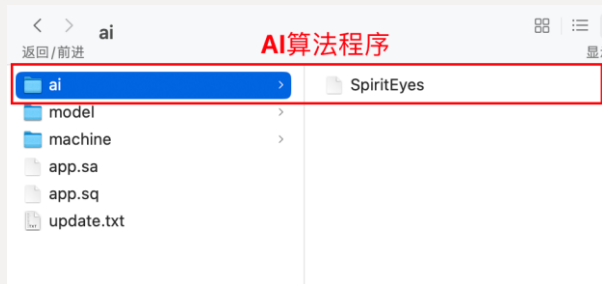 ai
返回/前进
AI算法程序
ai
SpiritEyes
model
machine
app.sa
app.sq
update.txt